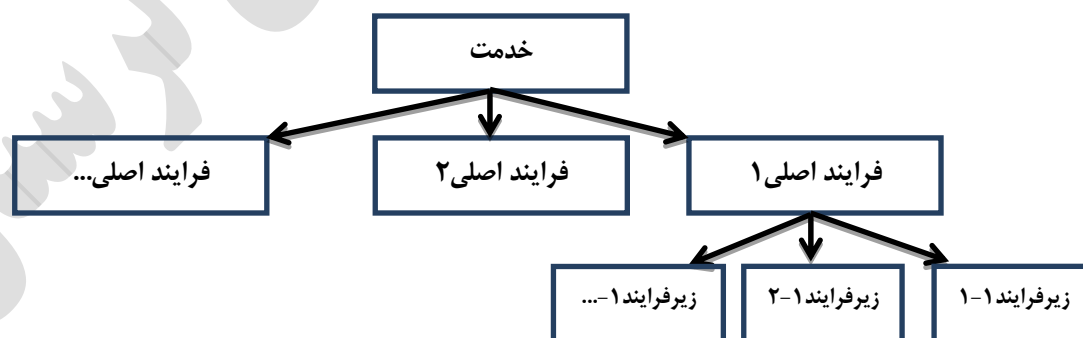 خدمت
فرایند اصلی۱
فرایند اصلی۲
فرایند اصلی...
زیرفرایند۱-۱
زیرفرایند۱-۲
زیرفرایند۱-...